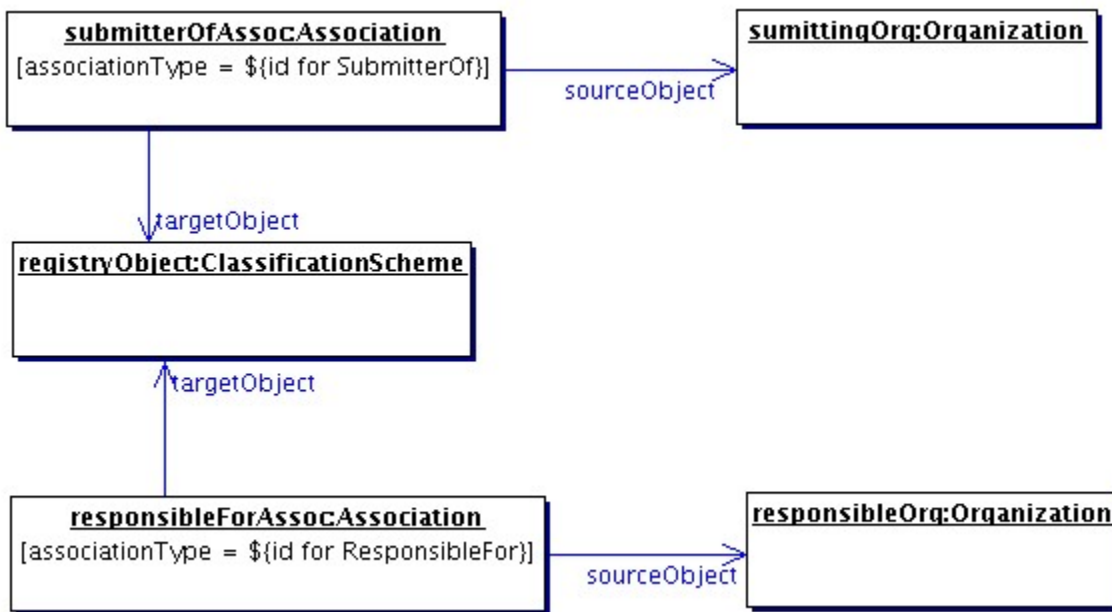 submitterOfAssoc:Association
[associationType = ${id for SubmitterOf}]
sumittingOrg:Organization
sourceObject
targetObject
registryObject:ClassificationScheme
targetObject
responsibleForAssoc:Association
[associationType = ${id for ResponsibleFor}]
responsibleOrg:Organization
sourceObject